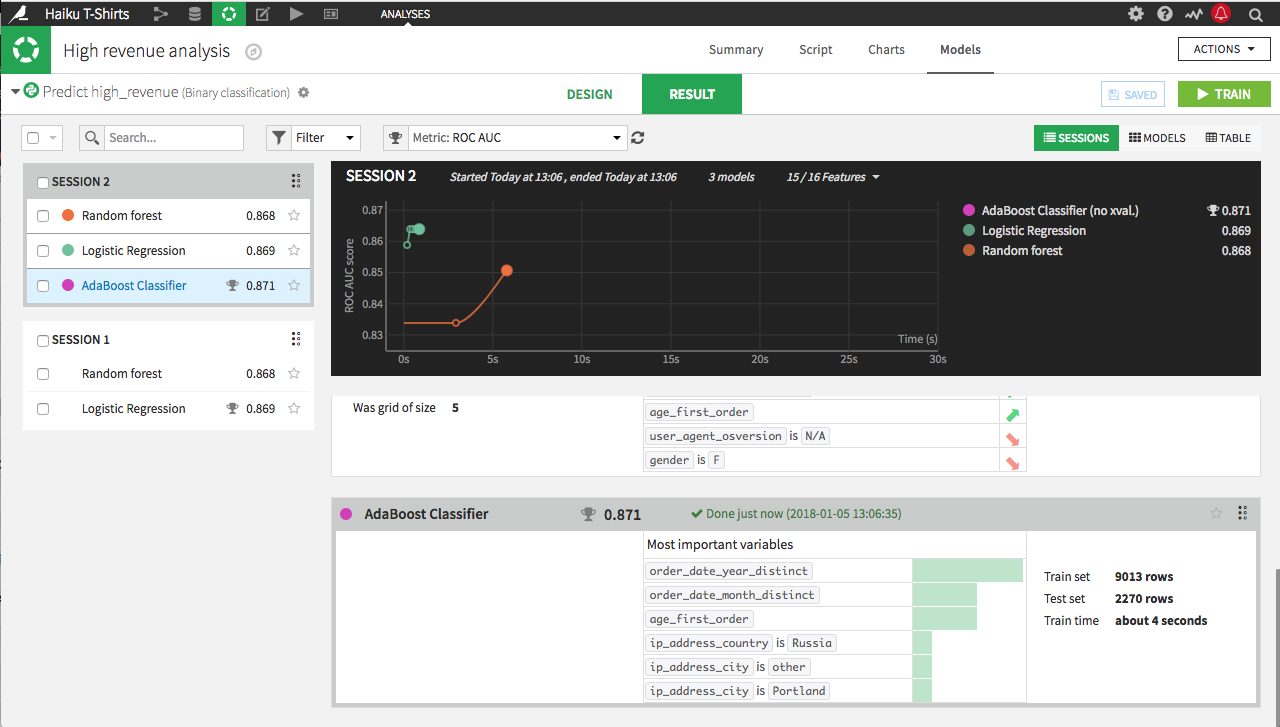 Haiku T-Shirts
ANALYSES
High revenue analysis
Summary
Script
Charts
Models
ACTIONS
Predict high_revenue (Binary classification)
DESIGN
RESULT
SAVED
TRAIN
Search...
Filter
Metric: ROC AUC
SESSIONS
MODELS
TABLE
SESSION 2
Random forest 0.868
Logistic Regression 0.869
AdaBoost Classifier 0.871
SESSION 1
Random forest 0.868
Logistic Regression 0.869
SESSION 2
Started Today at 13:06 , ended Today at 13:06
3 models
15 / 16 Features
ROC AUC score
0.87
0.86
0.85
0.84
0.83
Time (s)
0s 5s 10s 15s 20s 25s 30s
AdaBoost Classifier (no xval.) 0.871
Logistic Regression 0.869
Random forest 0.868
Was grid of size 5
age_first_order
user_agent_osversion is N/A
gender is F
AdaBoost Classifier
0.871
Done just now (2018-01-05 13:06:35)
Most important variables
order_date_year_distinct
order_date_month_distinct
age_first_order
ip_address_country is Russia
ip_address_city is other
ip_address_city is Portland
Train set 9013 rows
Test set 2270 rows
Train time about 4 seconds